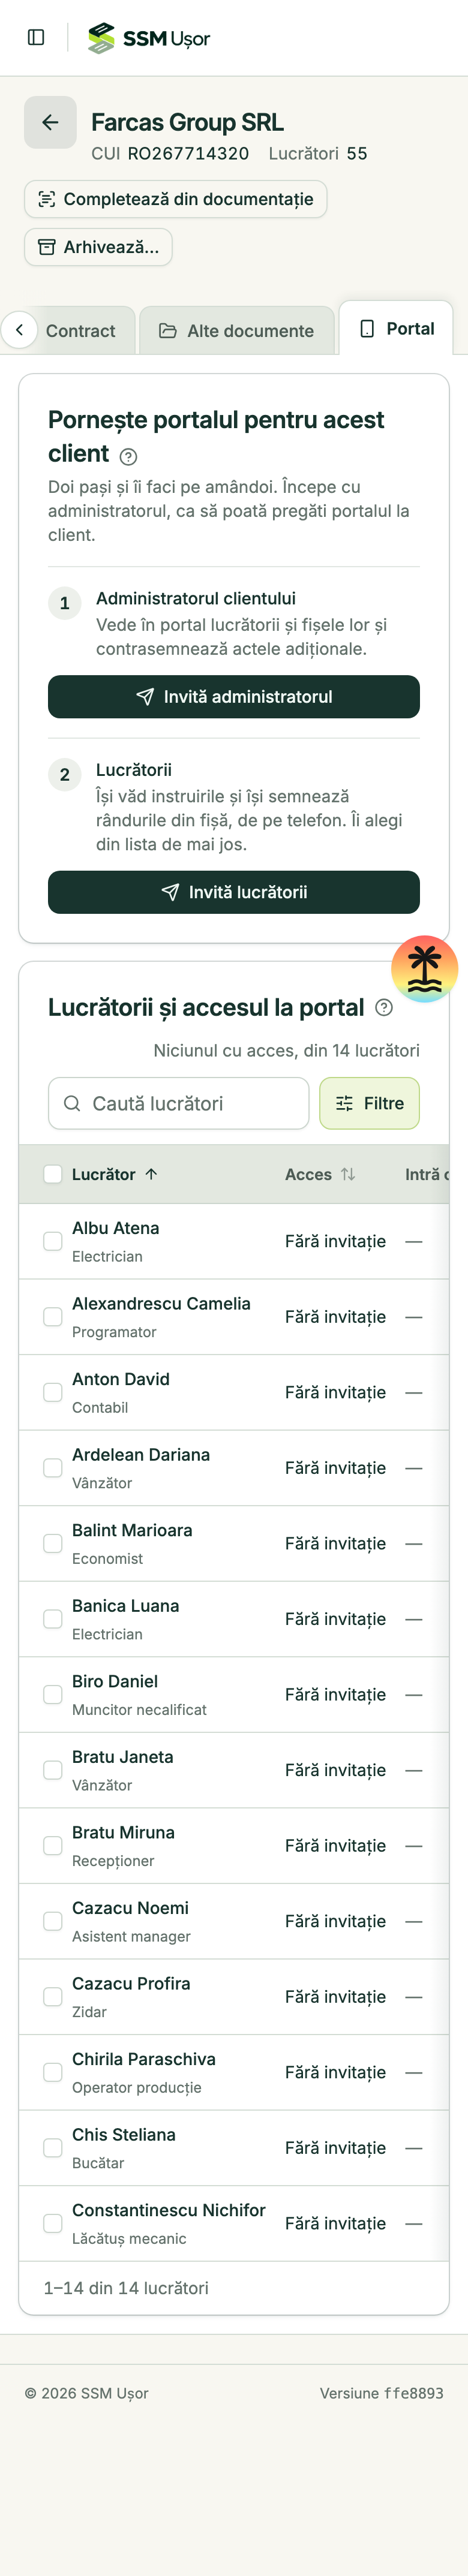 SSM Ușor
Farcas Group SRL
CUI RO267714320 Lucrători 55
Completează din documentație
Arhivează...
Contract
Alte documente
Portal
Pornește portalul pentru acest
client
Doi pași și îi faci pe amândoi. Începe cu
administratorul, ca să poată pregăti portalul la
client.
1
Administratorul clientului
Vede în portal lucrătorii și fișele lor și
contrasemnează actele adiționale.
Invită administratorul
2
Lucrătorii
Își văd instruirile și își semnează
rândurile din fișă, de pe telefon. Îi alegi
din lista de mai jos.
Invită lucrătorii
Lucrătorii și accesul la portal
Niciunul cu acces, din 14 lucrători
Caută lucrători
Filtre
Lucrător Acces Intră
Albu Atena
Electrician
Fără invitație —
Alexandrescu Camelia
Programator
Fără invitație —
Anton David
Contabil
Fără invitație —
Ardelean Dariana
Vânzător
Fără invitație —
Balint Marioara
Economist
Fără invitație —
Banica Luana
Electrician
Fără invitație —
Biro Daniel
Muncitor necalificat
Fără invitație —
Bratu Janeta
Vânzător
Fără invitație —
Bratu Miruna
Recepționer
Fără invitație —
Cazacu Noemi
Asistent manager
Fără invitație —
Cazacu Profira
Zidar
Fără invitație —
Chirila Paraschiva
Operator producție
Fără invitație —
Chis Steliana
Bucătar
Fără invitație —
Constantinescu Nichifor
Lăcătuș mecanic
Fără invitație —
1–14 din 14 lucrători
© 2026 SSM Ușor
Versiune ffe8893